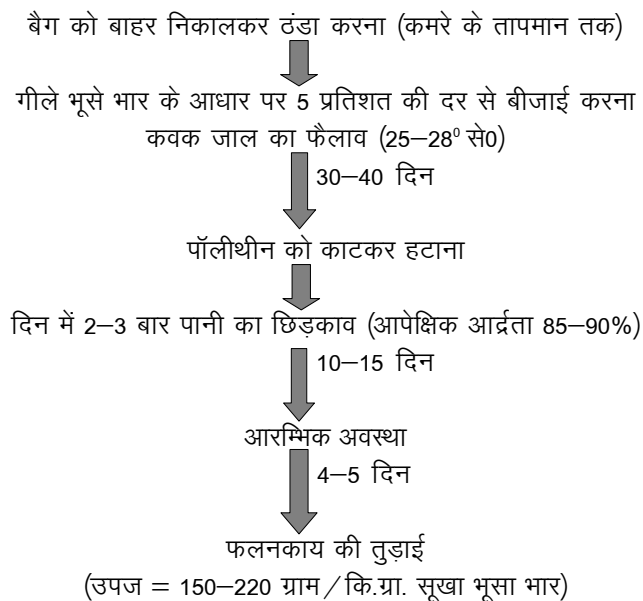 बैग को बाहर निकालकर ठंडा करना (कमरे के तापमान तक)
गीले भूसे भार के आधार पर 5 प्रतिशत की दर से बीजाई करना
कवक जाल का फैलाव (25–28⁰ से0)
30–40 दिन
पॉलीथीन को काटकर हटाना
दिन में 2–3 बार पानी का छिड़काव (आपेक्षिक आर्द्रता 85–90%)
10–15 दिन
आरम्भिक अवस्था
4–5 दिन
फलनकाय की तुड़ाई
(उपज = 150–220 ग्राम / कि.ग्रा. सूखा भूसा भार)